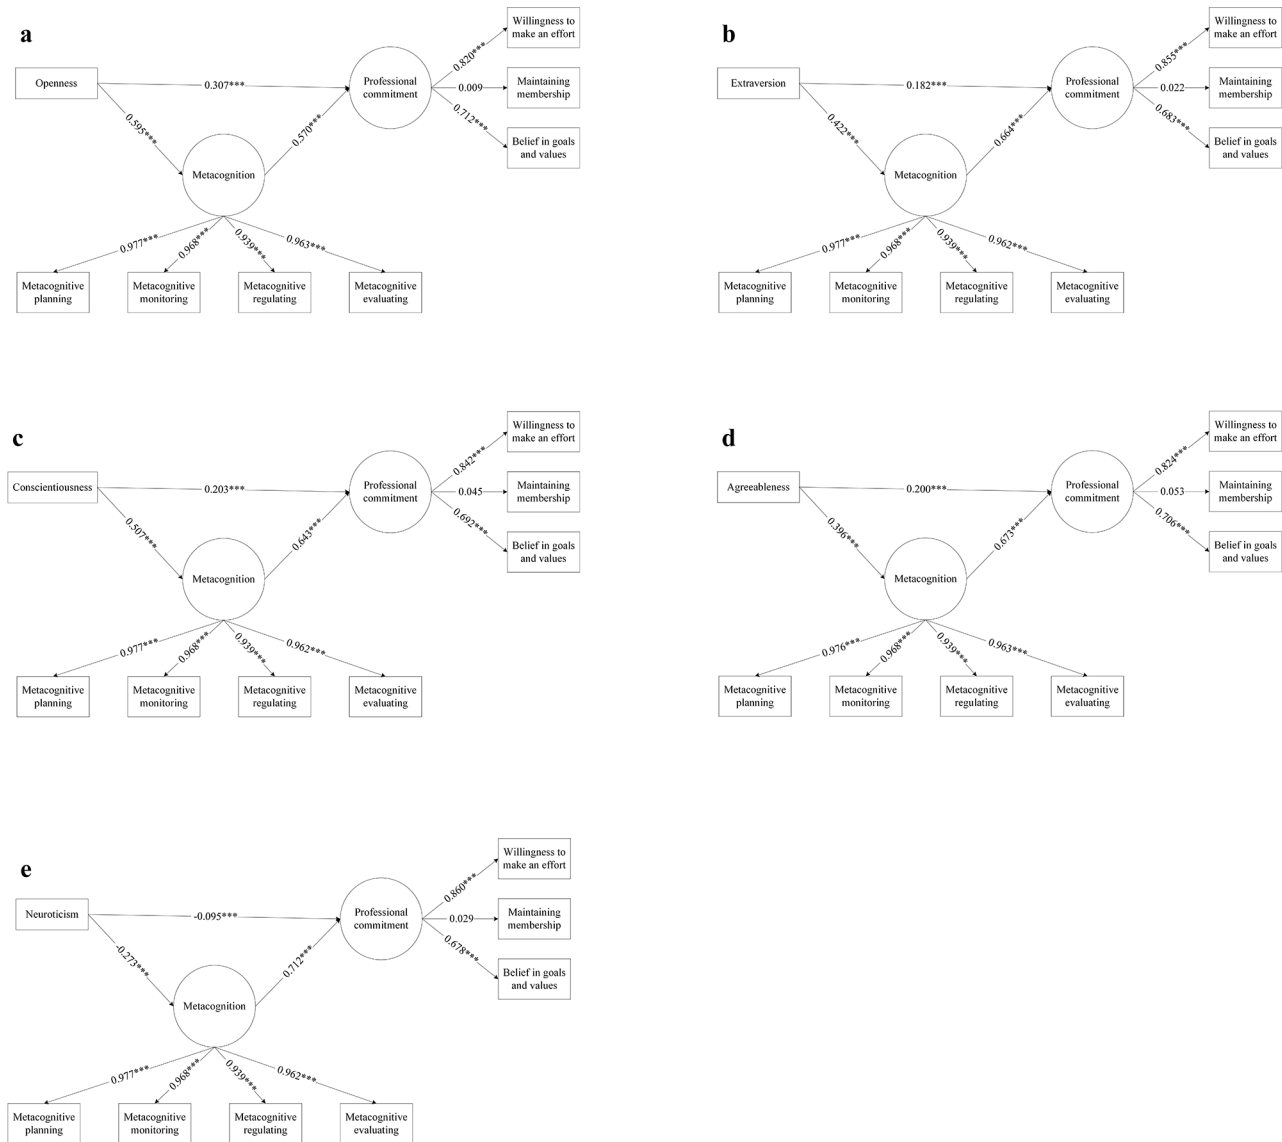 a
Willingness to
make an effort
Openness
0.307***
Professional
commitment
0.820***
0.009
0.712***
Maintaining
membership
Belief in goals
and values
0.595***
0.570***
Metacognition
0.977***
0.968***
0.939***
0.963***
Metacognitive
planning
Metacognitive
monitoring
Metacognitive
regulating
Metacognitive
evaluating
b
Willingness to
make an effort
Extraversion
0.182***
Professional
commitment
0.855***
0.022
0.683***
Maintaining
membership
Belief in goals
and values
0.422***
0.664***
Metacognition
0.977***
0.968***
0.939***
0.962***
Metacognitive
planning
Metacognitive
monitoring
Metacognitive
regulating
Metacognitive
evaluating
c
Willingness to
make an effort
Conscientiousness
0.203***
Professional
commitment
0.842***
0.045
0.692***
Maintaining
membership
Belief in goals
and values
0.507***
0.643***
Metacognition
0.977***
0.968***
0.939***
0.962***
Metacognitive
planning
Metacognitive
monitoring
Metacognitive
regulating
Metacognitive
evaluating
d
Willingness to
make an effort
Agreeableness
0.200***
Professional
commitment
0.824***
0.053
0.706***
Maintaining
membership
Belief in goals
and values
0.396***
0.673***
Metacognition
0.976***
0.968***
0.939***
0.963***
Metacognitive
planning
Metacognitive
monitoring
Metacognitive
regulating
Metacognitive
evaluating
e
Willingness to
make an effort
Neuroticism
-0.095***
Professional
commitment
0.860***
0.029
0.678***
Maintaining
membership
Belief in goals
and values
-0.273***
0.712***
Metacognition
0.977***
0.968***
0.939***
0.962***
Metacognitive
planning
Metacognitive
monitoring
Metacognitive
regulating
Metacognitive
evaluating